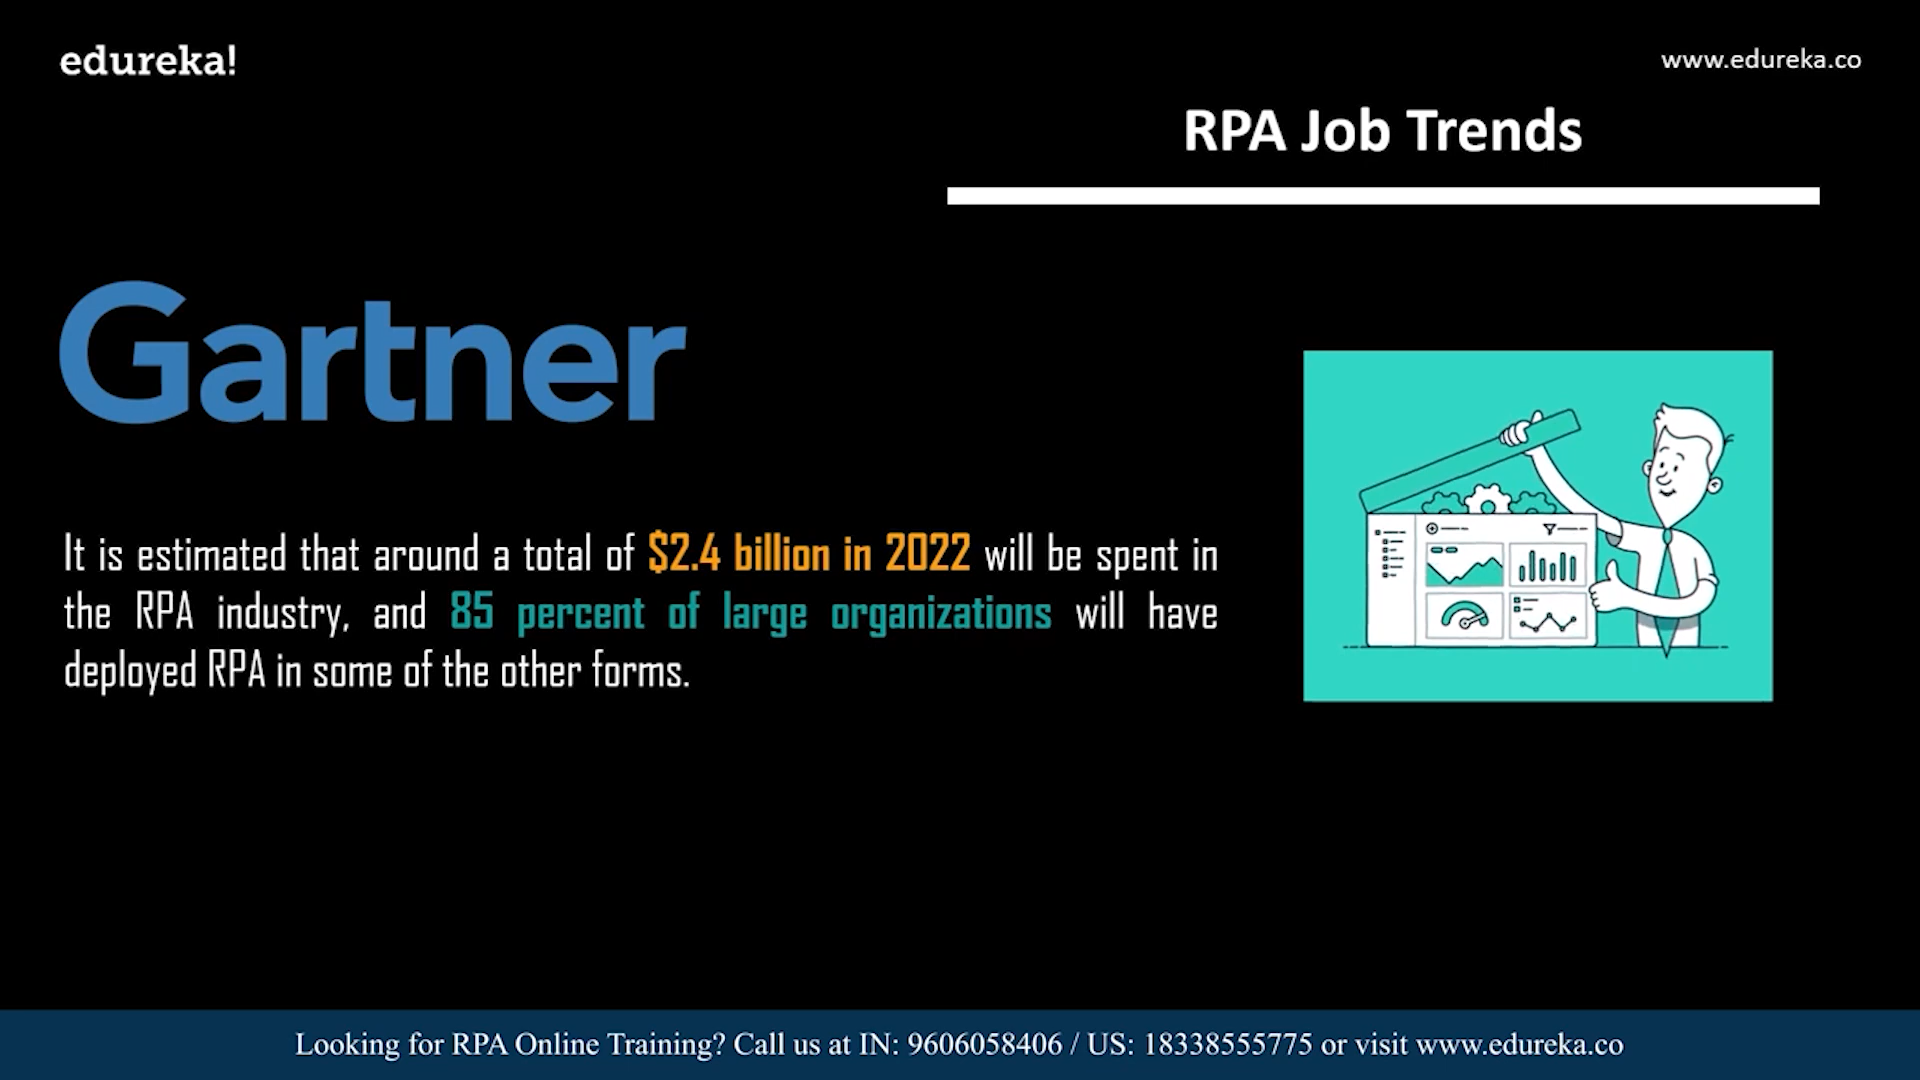 edureka!
www.edureka.co
RPA Job Trends
Gartner
It is estimated that around a total of $2.4 billion in 2022 will be spent in
the RPA industry, and 85 percent of large organizations will have
deployed RPA in some of the other forms.
Looking for RPA Online Training? Call us at IN: 9606058406 / US: 18338555775 or visit www.edureka.co